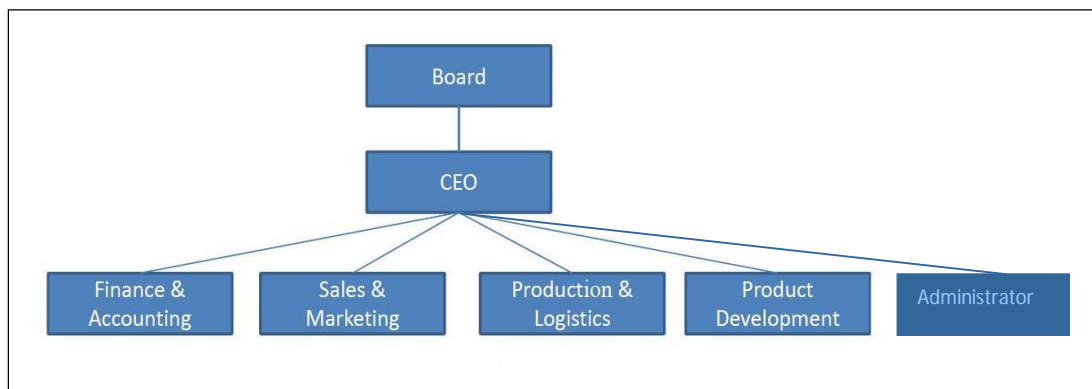 Board
CEO
Finance &
Accounting
Sales &
Marketing
Production &
Logistics
Product
Development
Administrator